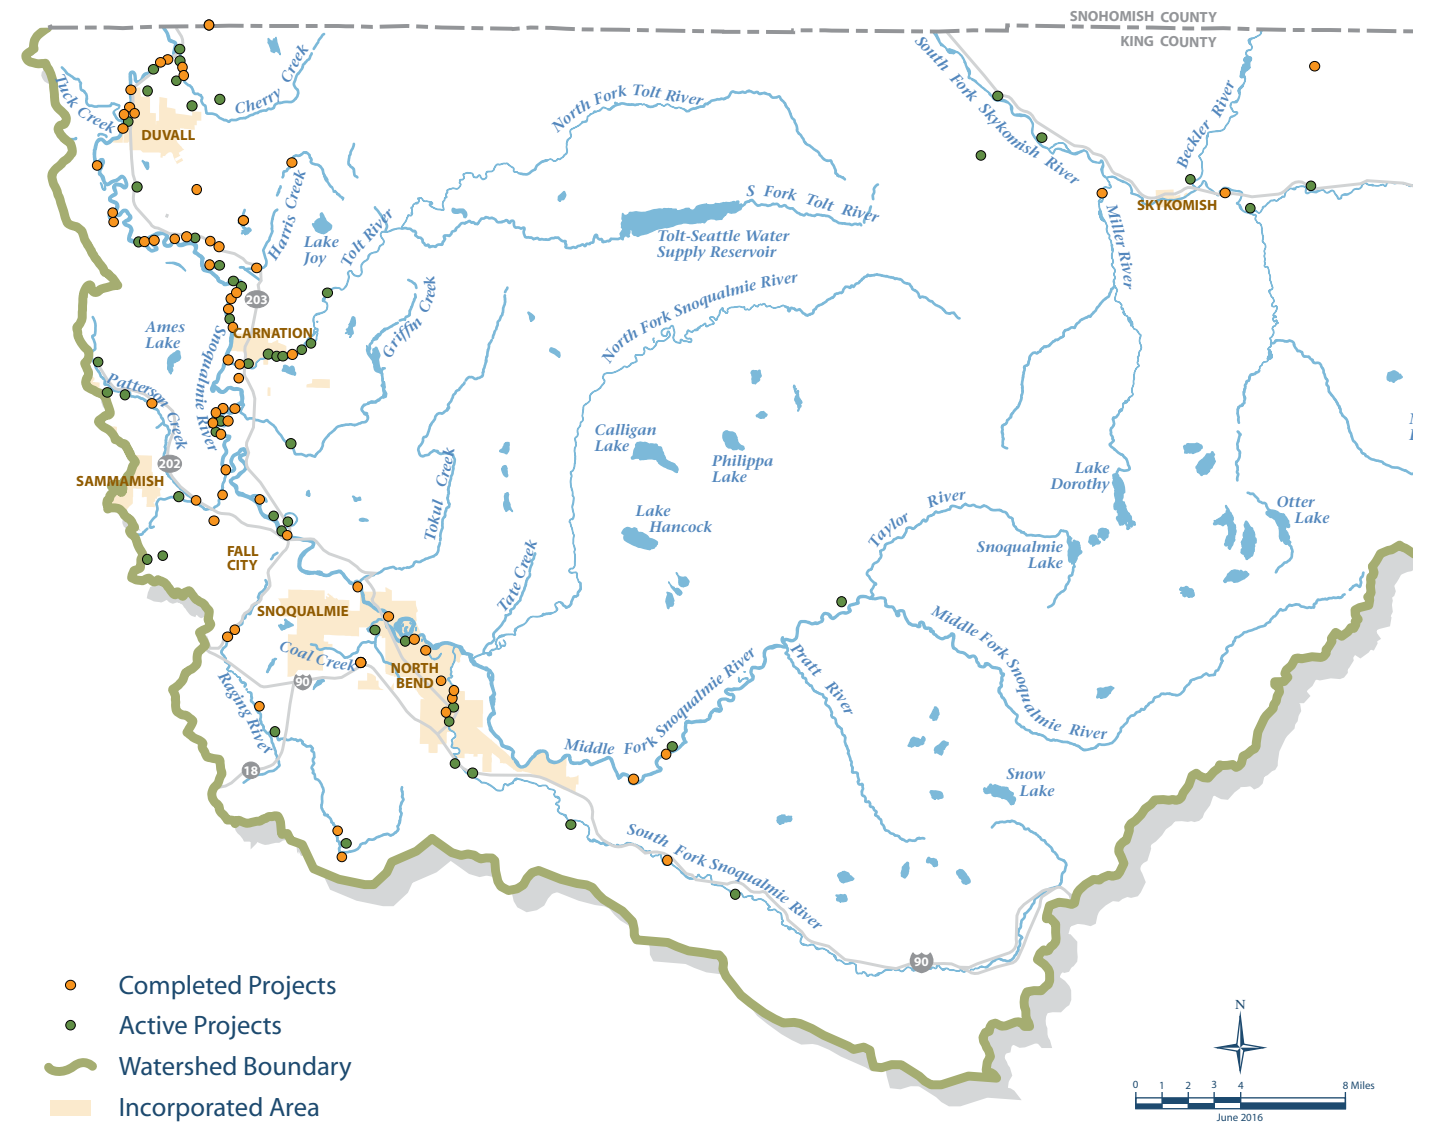 SNOHOMISH COUNTY
KING COUNTY
Tuck Creek
Cherry Creek
DUVALL
North Fork Tolt River
South Fork Skykomish River
Beckler River
SKYKOMISH
Miller River
S Fork Tolt River
Tolt-Seattle Water
Supply Reservoir
Harris Creek
Lake
Joy
Tolt River
203
CARNATION
Ames
Lake
Snoqualmie River
Griffin Creek
North Fork Snoqualmie River
Patterson Creek
202
SAMMAMISH
Calligan
Lake
Philippa
Lake
Lake
Hancock
Tokul Creek
Tate Creek
Lake
Dorothy
Taylor River
Snoqualmie
Lake
Otter
Lake
FALL
CITY
SNOQUALMIE
Coal Creek
NORTH
BEND
90
Raging River
18
Middle Fork Snoqualmie River
Pratt River
Middle Fork Snoqualmie River
Snow
Lake
South Fork Snoqualmie River
90
Completed Projects
Active Projects
Watershed Boundary
Incorporated Area
N
0 1 2 3 4 8 Miles
June 2016